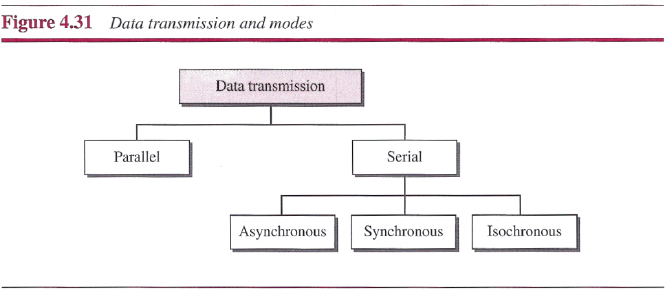 Figure 4.31 Data transmission and modes
Data transmission
Parallel
Serial
Asynchronous
Synchronous
Isochronous